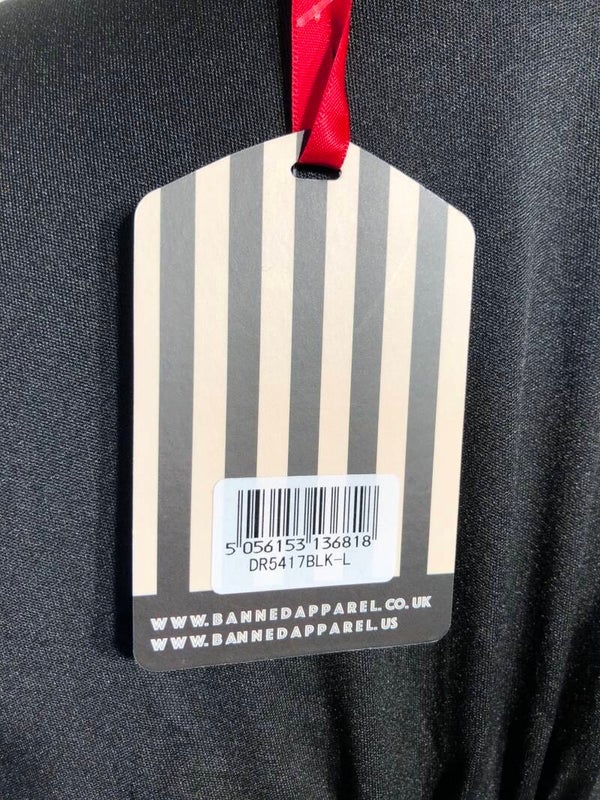 5 056153 136818
DR5417BLK-L
WWW.BANNEDAPPAREL.CO.UK
WWW.BANNEDAPPAREL.US